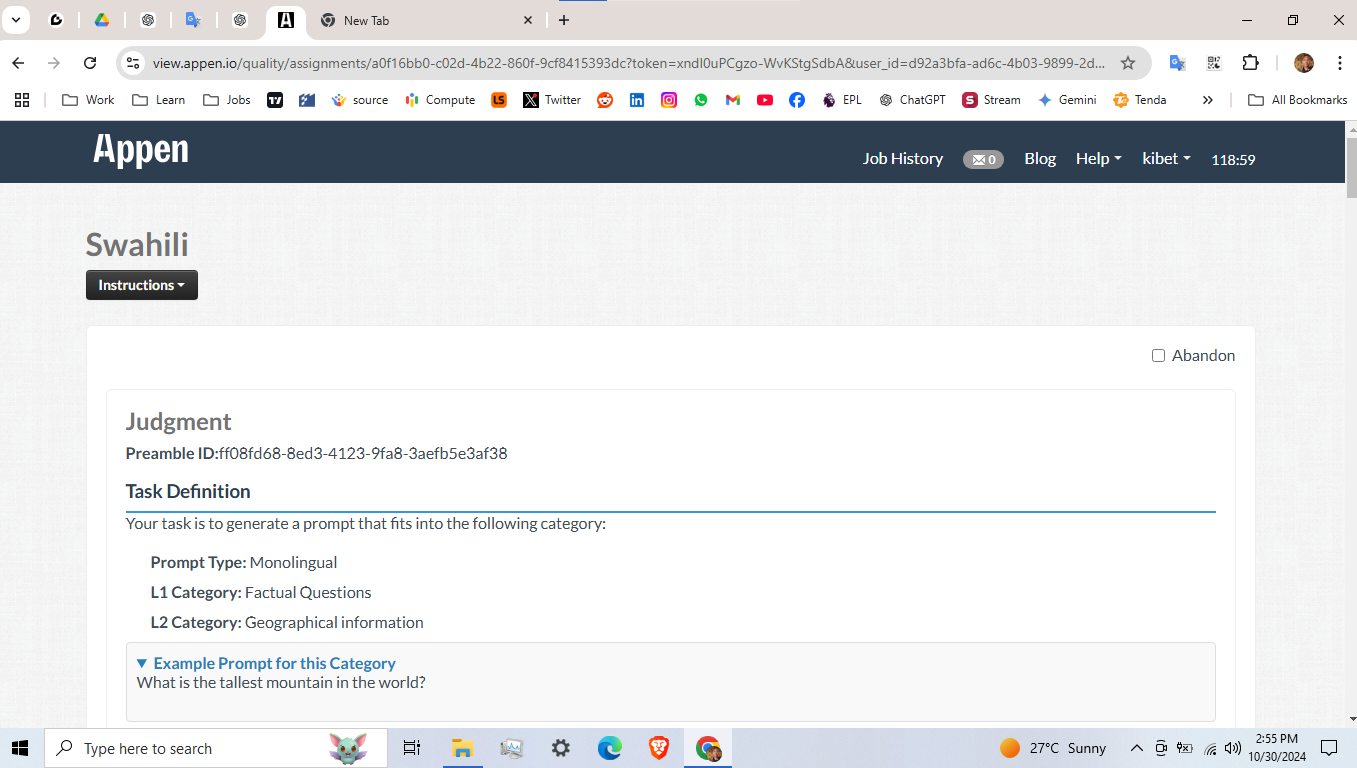 New Tab
view.appen.io/quality/assignments/a0f16bb0-c02d-4b22-860f-9cf8415393dc?token=xndI0uPCgzo-WvKStgSdbA&user_id=d92a3bfa-ad6c-4b03-9899-2d...
Work Learn Jobs source Compute LS Twitter EPL ChatGPT S Stream Gemini Tenda » All Bookmarks
Appen
Job History 0 Blog Help kibet 118:59
Swahili
Instructions
Abandon
Judgment
Preamble ID:ff08fd68-8ed3-4123-9fa8-3aefb5e3af38
Task Definition
Your task is to generate a prompt that fits into the following category:
Prompt Type: Monolingual
L1 Category: Factual Questions
L2 Category: Geographical information
Example Prompt for this Category
What is the tallest mountain in the world?
Type here to search
27°C Sunny
2:55 PM
10/30/2024